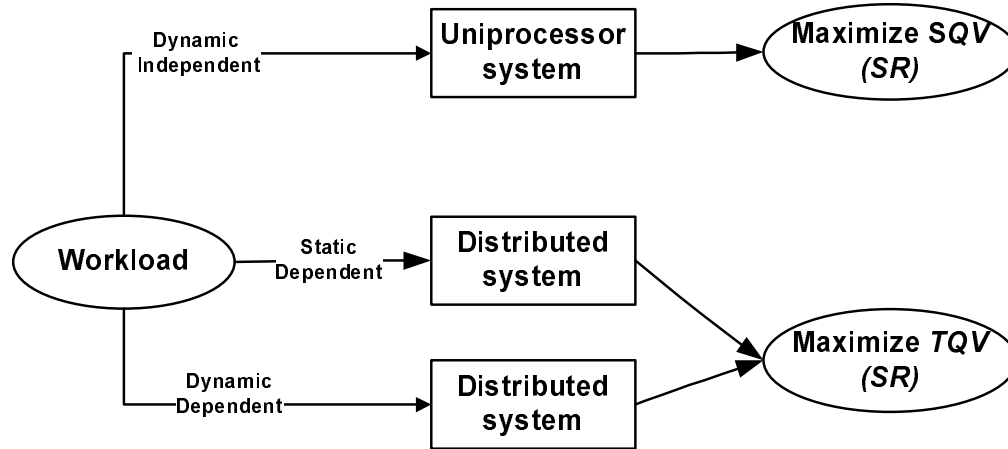 Dynamic
Independent
Uniprocessor
system
Maximize SQV
(SR)
Workload
Static
Dependent
Distributed
system
Dynamic
Dependent
Distributed
system
Maximize TQV
(SR)